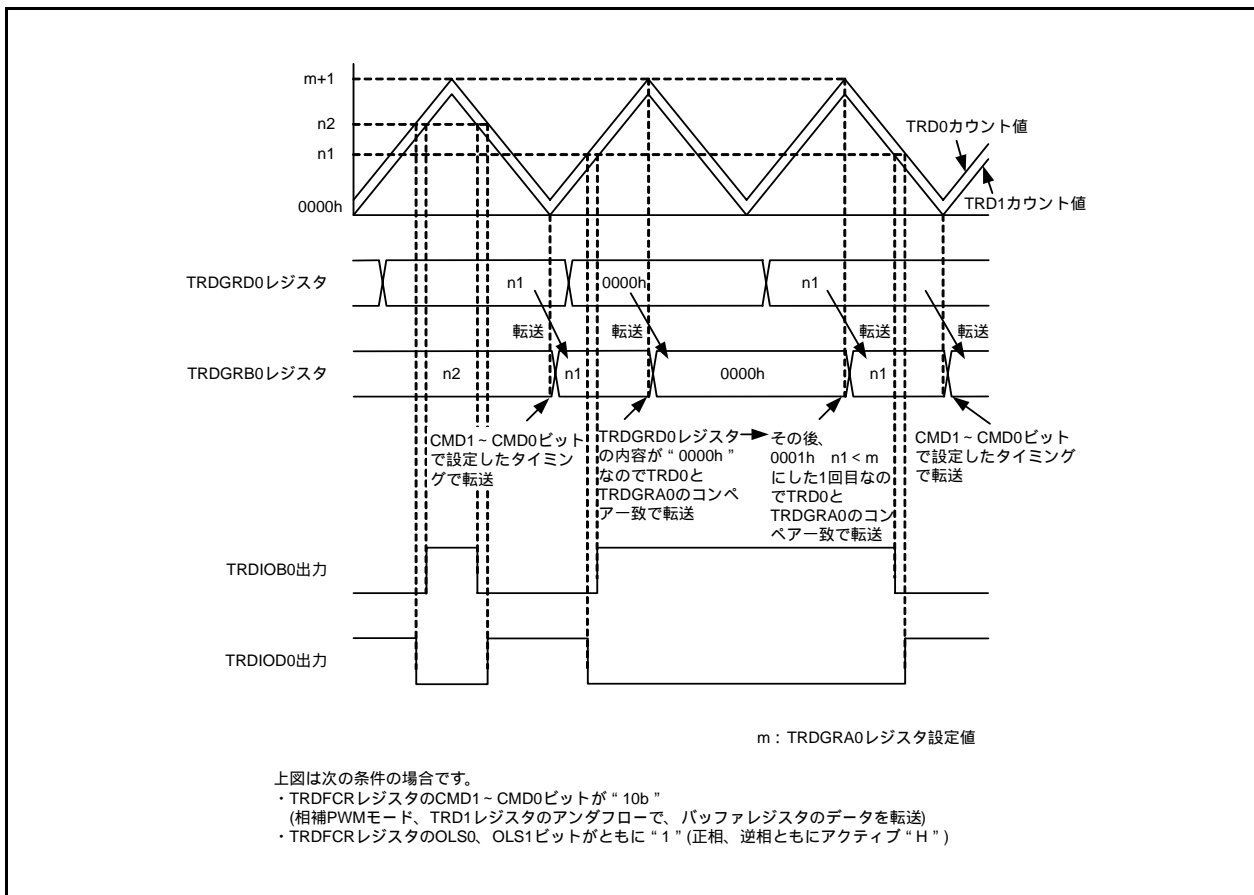 m+1
n2
n1
0000h
TRD0カウント値
TRD1カウント値
TRDGRD0レジスタ
n1
0000h
n1
転送
転送
転送
転送
TRDGRB0レジスタ
n2
n1
0000h
n1
CMD1～CMD0ビット
で設定したタイミン
グで転送
TRDGRD0レジスタ
の内容が“0000h”
なのでTRD0と
TRDGRA0のコンペ
ア一致で転送
その後、
0001h　n1＜m
にした1回目なの
でTRD0と
TRDGRA0のコン
ペア一致で転送
CMD1～CMD0ビット
で設定したタイミング
で転送
TRDIOB0出力
TRDIOD0出力
m：TRDGRA0レジスタ設定値
上図は次の条件の場合です。
・TRDFCRレジスタのCMD1～CMD0ビットが“10b”
(相補PWMモード、TRD1レジスタのアンダフローで、バッファレジスタのデータを転送)
・TRDFCRレジスタのOLS0、OLS1ビットがともに“1”(正相、逆相ともにアクティブ“H”)